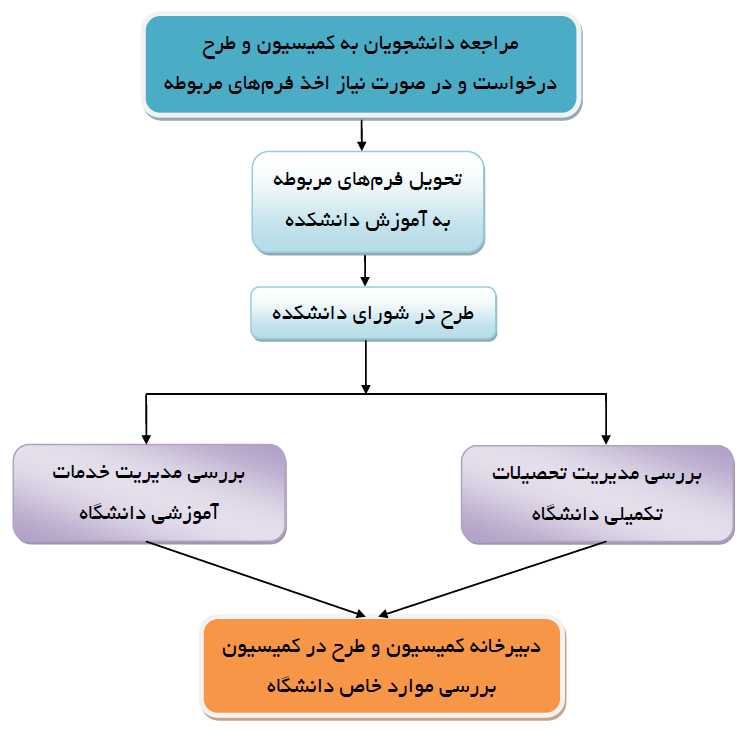 مراجعه دانشجویان به کمیسیون و طرح
درخواست و در صورت نیاز اخذ فرم‌های مربوطه
تحویل فرم‌های مربوطه
به آموزش دانشکده
طرح در شورای دانشکده
بررسی مدیریت تحصیلات
تکمیلی دانشگاه
بررسی مدیریت خدمات
آموزشی دانشگاه
دبیرخانه کمیسیون و طرح در کمیسیون
بررسی موارد خاص دانشگاه